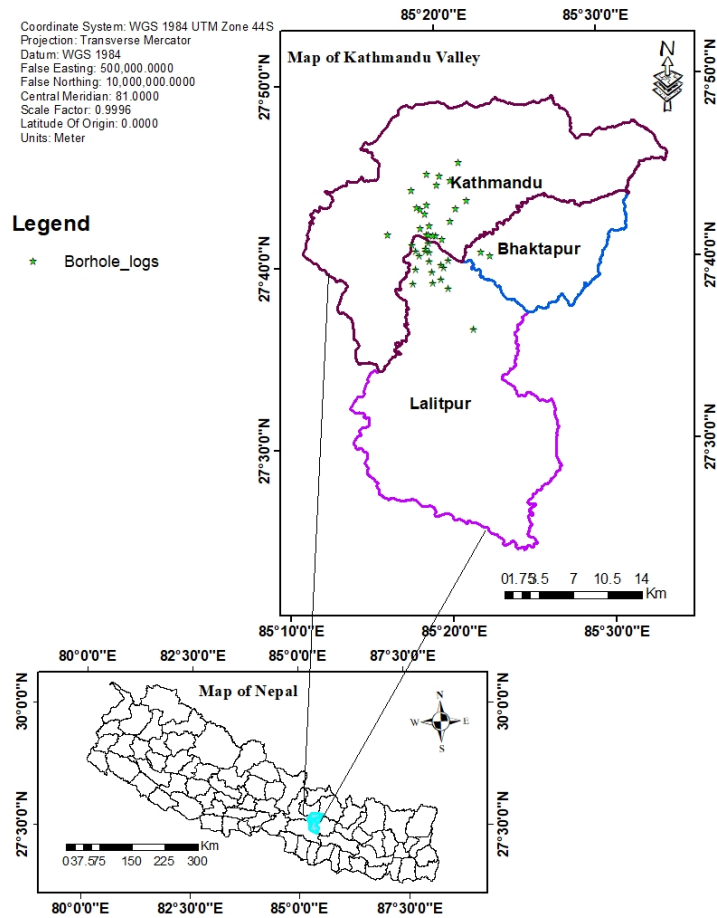 Coordinate System: WGS 1984 UTM Zone 44S
Projection: Transverse Mercator
Datum: WGS 1984
False Easting: 500,000.0000
False Northing: 10,000,000.0000
Central Meridian: 81.0000
Scale Factor: 0.9996
Latitude Of Origin: 0.0000
Units: Meter
Legend
Borhole_logs
85°20'0"E 85°30'0"E
Map of Kathmandu Valley
N
27°50'0"N 27°50'0"N
Kathmandu
Bhaktapur
27°40'0"N 27°40'0"N
Lalitpur
27°30'0"N 27°30'0"N
0 1.75 3.5 7 10.5 14
Km
85°10'0"E 85°20'0"E 85°30'0"E
80°0'0"E 82°30'0"E 85°0'0"E 87°30'0"E
Map of Nepal
N
W E
S
30°0'0"N 30°0'0"N
27°30'0"N 27°30'0"N
0 37.5 75 150 225 300
Km
80°0'0"E 82°30'0"E 85°0'0"E 87°30'0"E